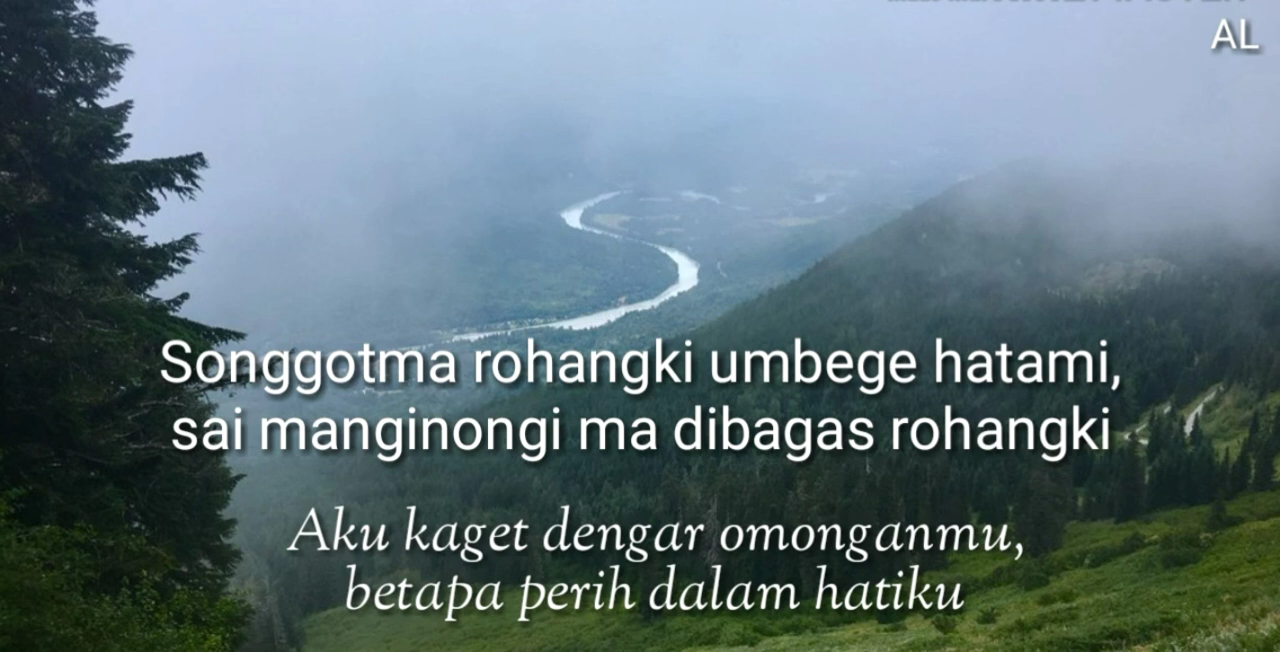 AL
Songgotma rohangki umbege hatami,
sai manginongi ma dibagas rohangki
Aku kaget dengar omonganmu,
betapa perih dalam hatiku